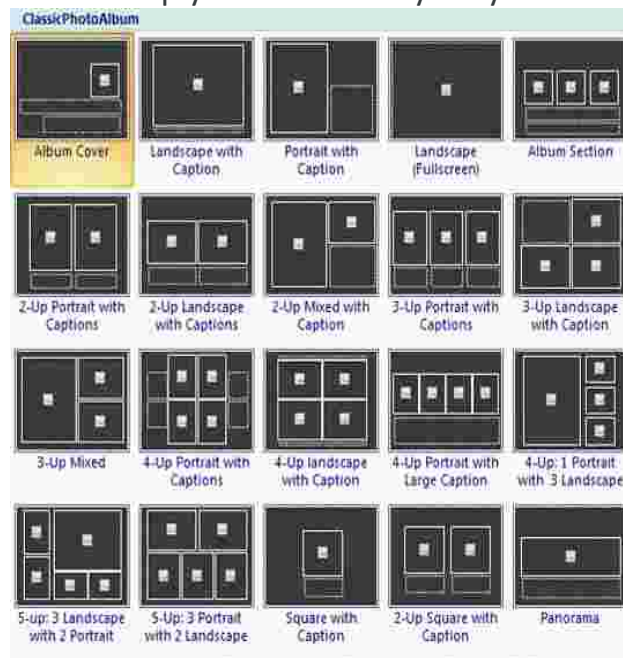 ClassicPhotoAlbum
Album Cover
Landscape with
Caption
Portrait with
Caption
Landscape
(Fullscreen)
Album Section
2-Up Portrait with
Captions
2-Up Landscape
with Captions
2-Up Mixed with
Caption
3-Up Portrait with
Captions
3-Up Landscape
with Caption
3-Up Mixed
4-Up Portrait with
Captions
4-Up landscape
with Caption
4-Up Portrait with
Large Caption
4-Up: 1 Portrait
with 3 Landscape
5-up: 3 Landscape
with 2 Portrait
5-Up: 3 Portrait
with 2 Landscape
Square with
Caption
2-Up Square with
Caption
Panorama